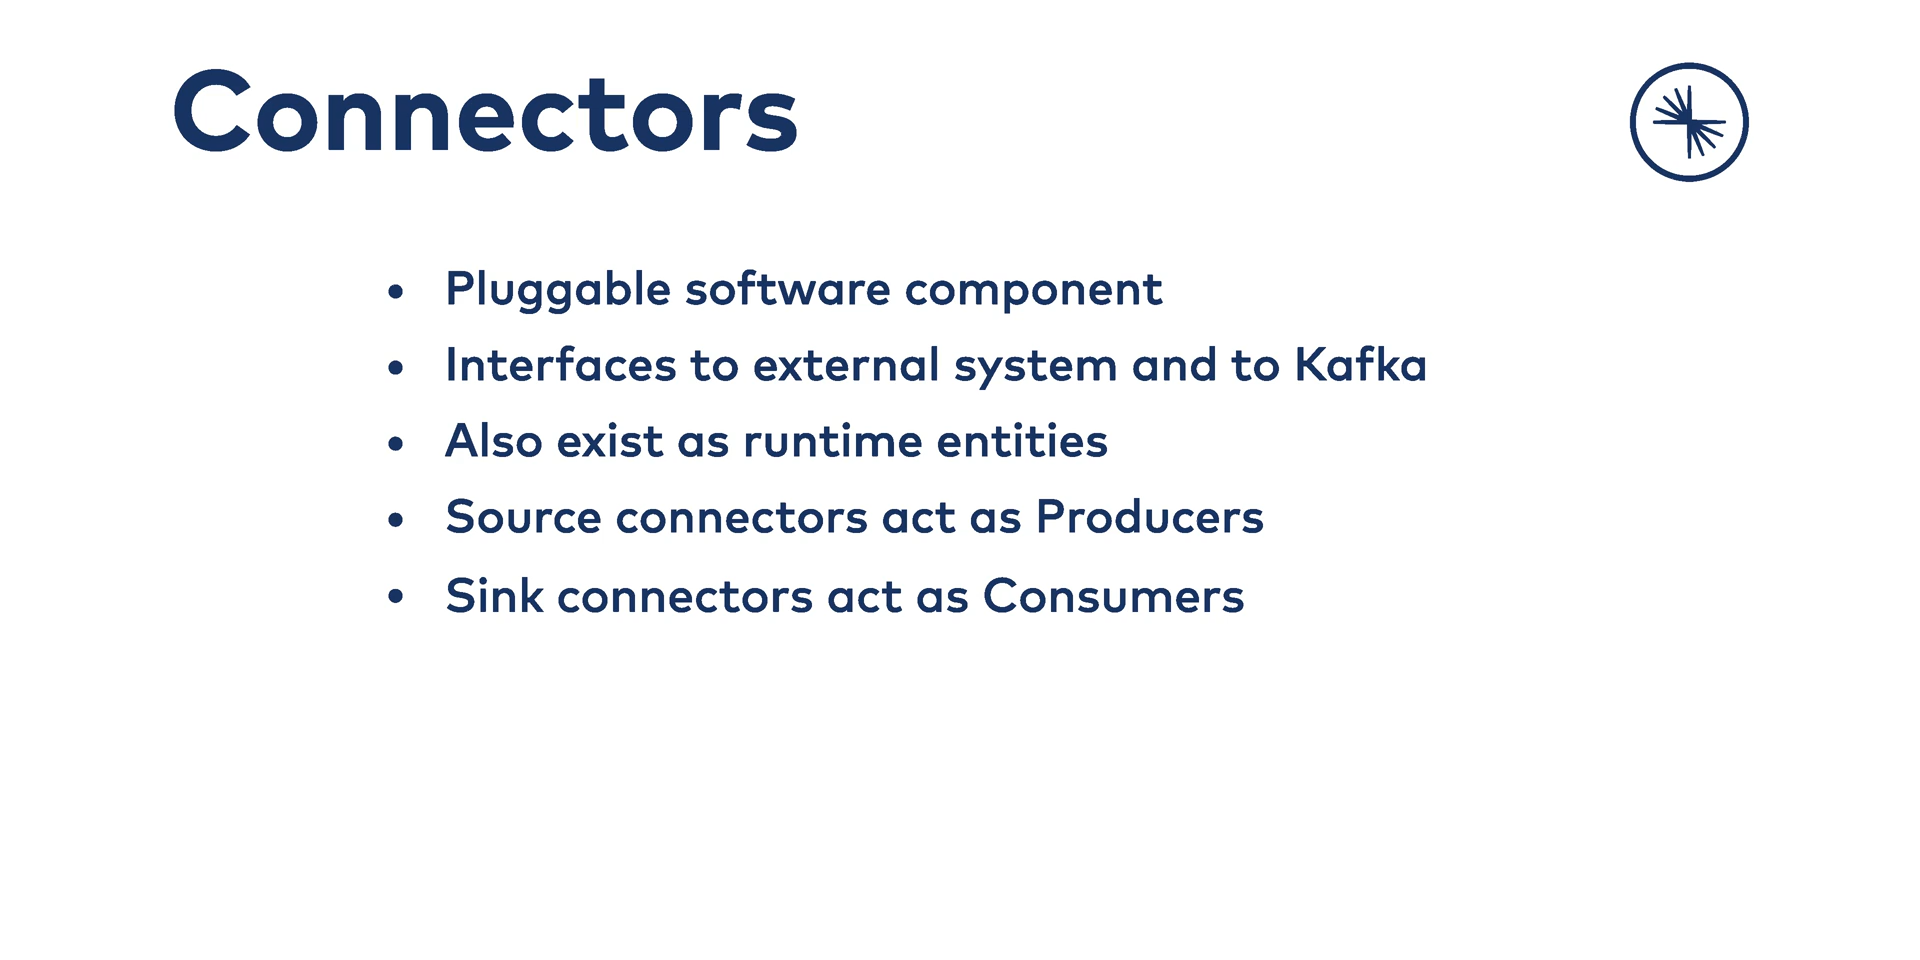 Connectors
• Pluggable software component
• Interfaces to external system and to Kafka
• Also exist as runtime entities
• Source connectors act as Producers
• Sink connectors act as Consumers